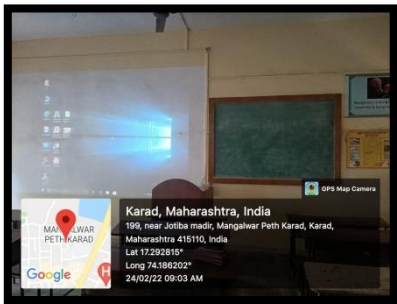 GPS Map Camera
Karad, Maharashtra, India
199, near Jotiba madir, Mangalwar Peth Karad, Karad,
Maharashtra 415110, India
Lat 17.292815°
Long 74.186202°
24/02/22 09:03 AM
MANGALWAR
PETH KARAD
Google
H